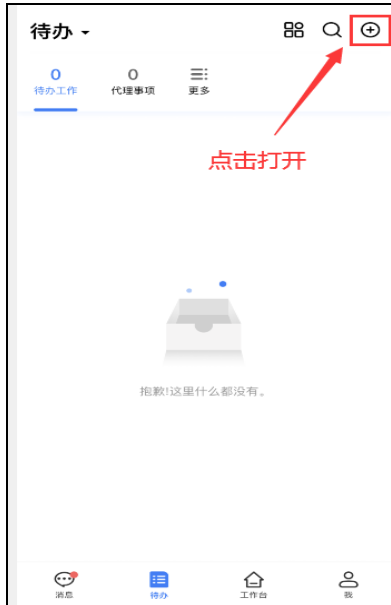 待办
0
0
待办工作
代理事项
更多
点击打开
抱歉!这里什么都没有。
消息
待办
工作台
我